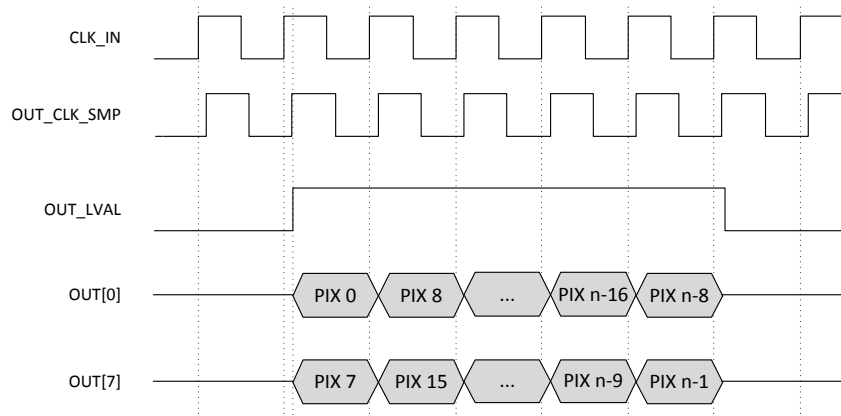 CLK_IN
OUT_CLK_SMP
OUT_LVAL
OUT[0] PIX 0 PIX 8 ... PIX n-16 PIX n-8
OUT[7] PIX 7 PIX 15 ... PIX n-9 PIX n-1